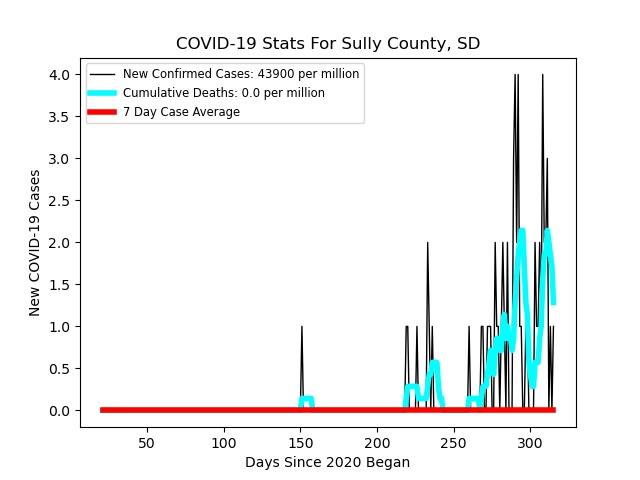 COVID-19 Stats For Sully County, SD
New Confirmed Cases: 43900 per million
Cumulative Deaths: 0.0 per million
7 Day Case Average
New COVID-19 Cases
4.0
3.5
3.0
2.5
2.0
1.5
1.0
0.5
0.0
50 100 150 200 250 300
Days Since 2020 Began